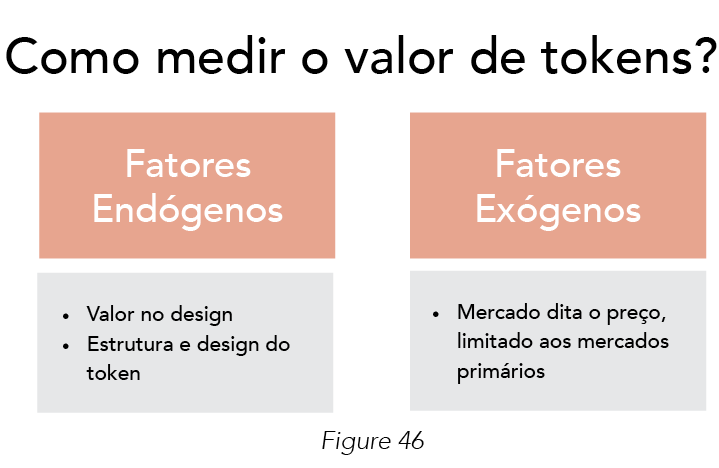 Como medir o valor de tokens?
Fatores
Endógenos
• Valor no design
• Estrutura e design do
token
Fatores
Exógenos
• Mercado dita o preço,
limitado aos mercados
primários
Figure 46